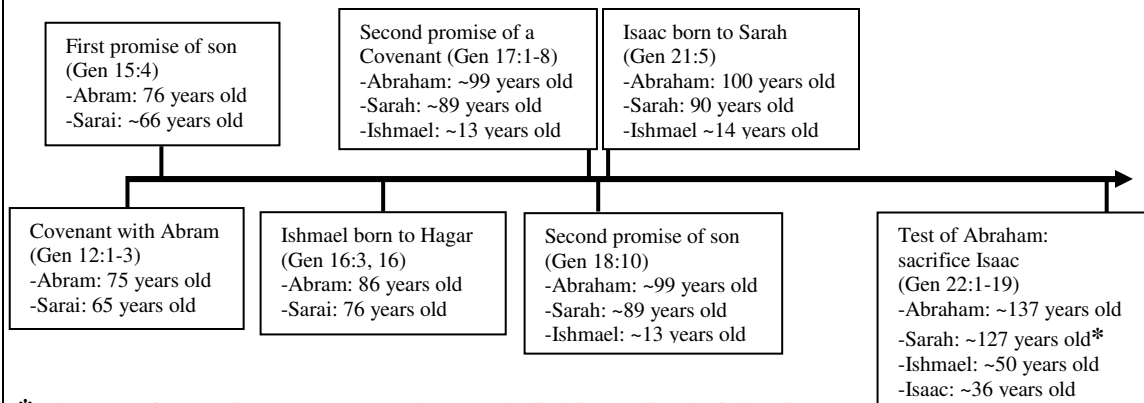 First promise of son
(Gen 15:4)
-Abram: 76 years old
-Sarai: ~66 years old
Second promise of a
Covenant (Gen 17:1-8)
-Abraham: ~99 years old
-Sarah: ~89 years old
-Ishmael: ~13 years old
Isaac born to Sarah
(Gen 21:5)
-Abraham: 100 years old
-Sarah: 90 years old
-Ishmael ~14 years old
Covenant with Abram
(Gen 12:1-3)
-Abram: 75 years old
-Sarai: 65 years old
Ishmael born to Hagar
(Gen 16:3, 16)
-Abram: 86 years old
-Sarai: 76 years old
Second promise of son
(Gen 18:10)
-Abraham: ~99 years old
-Sarah: ~89 years old
-Ishmael: ~13 years old
Test of Abraham:
sacrifice Isaac
(Gen 22:1-19)
-Abraham: ~137 years old
-Sarah: ~127 years old*
-Ishmael: ~50 years old
-Isaac: ~36 years old